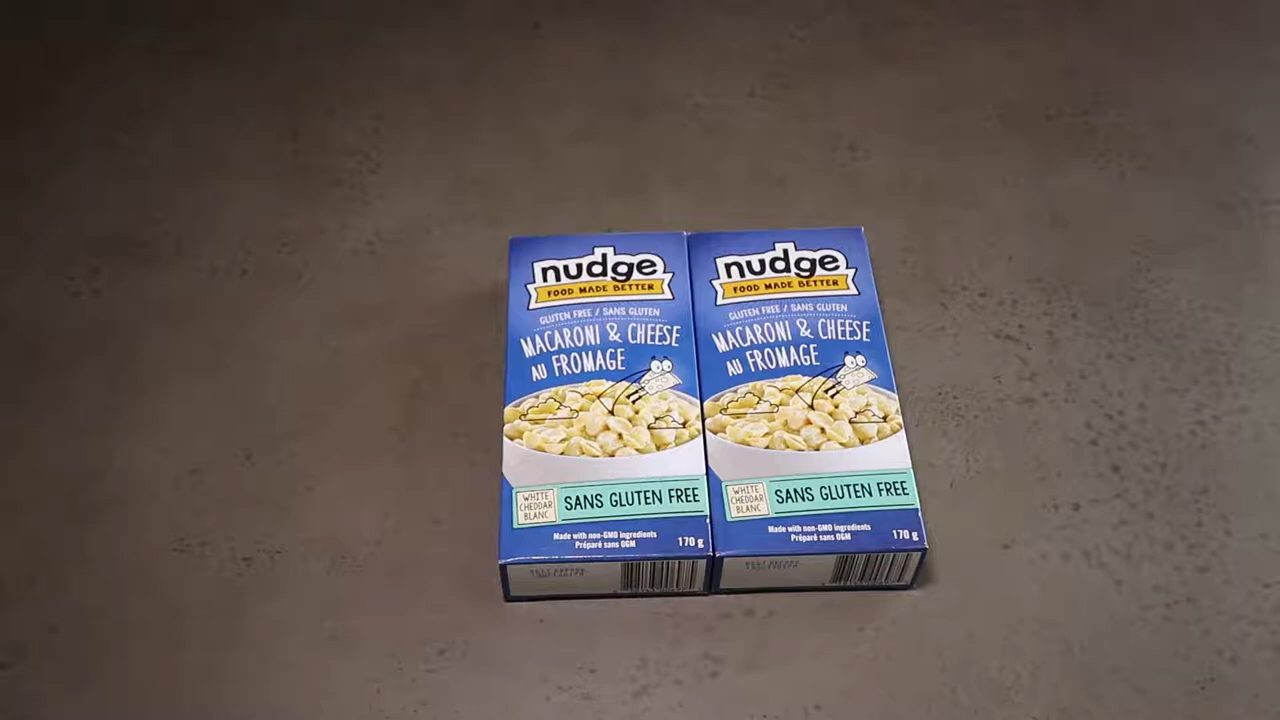 nudge
FOOD MADE BETTER
GLUTEN FREE / SANS GLUTEN
MACARONI & CHEESE
AU FROMAGE
WHITE
CHEDDAR
BLANC
SANS GLUTEN FREE
Made with non-GMO ingredients
Préparé sans OGM
170 g
nudge
FOOD MADE BETTER
GLUTEN FREE / SANS GLUTEN
MACARONI & CHEESE
AU FROMAGE
WHITE
CHEDDAR
BLANC
SANS GLUTEN FREE
Made with non-GMO ingredients
Préparé sans OGM
170 g